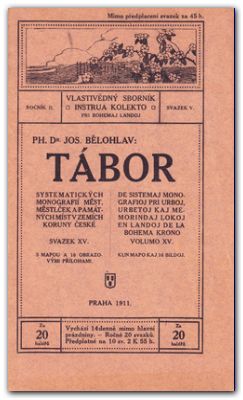 Mimo předplacení svazek za 45 h.
ROČNÍK II.
VLASTIVĚDNÝ SBORNÍK
INSTRUA KOLEKTO
PRI BOHEMAJ LANDOJ
SVAZEK V.
PH. Dr. JOS. BĚLOHLAV:
TÁBOR
SYSTEMATICKÝCH
MONOGRAFIÍ MĚST,
MĚSTEČEK A PAMÁT-
NÝCH MÍST V ZEMÍCH
KORUNY ČESKÉ
SVAZEK XV.
S MAPOU A 16 OBRAZO-
VÝMI PŘÍLOHAMI.
DE SISTEMAJ MONO-
GRAFIOJ PRI URBOJ,
URBETOJ KAJ ME-
MORINDAJ LOKOJ
EN LANDOJ DE LA
BOHEMA KRONO
VOLUMO XV.
KUN MAPO KAJ 16 BILDOJ.
PRAHA 1911.
Za
20
haléřů
Vychází 14denně mimo hlavní
prázdniny. – Ročně 20 svazků.
Předplatné na 10 sv. 2 K 55 h.
Za
20
haléřů